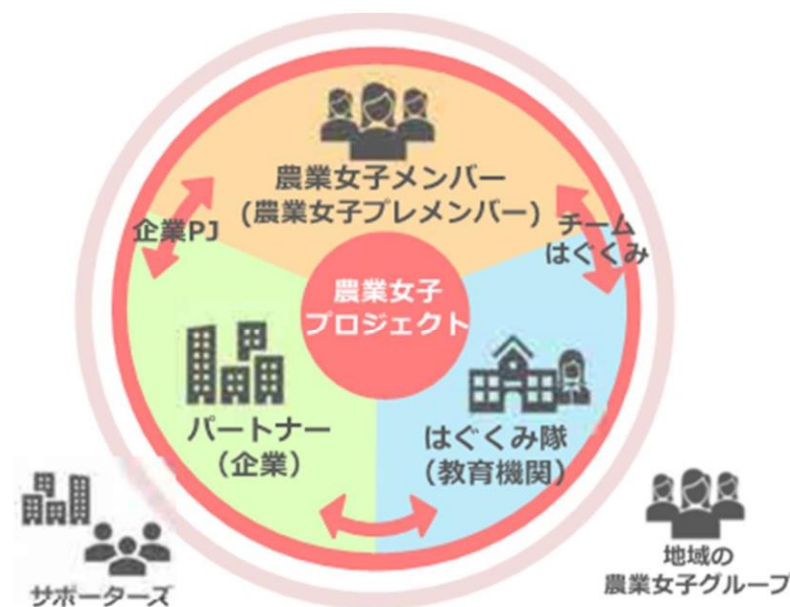 農業女子メンバー
(農業女子プレメンバー)
企業PJ
チーム
はぐくみ
農業女子
プロジェクト
パートナー
（企業）
はぐくみ隊
（教育機関）
サポーターズ
地域の
農業女子グループ